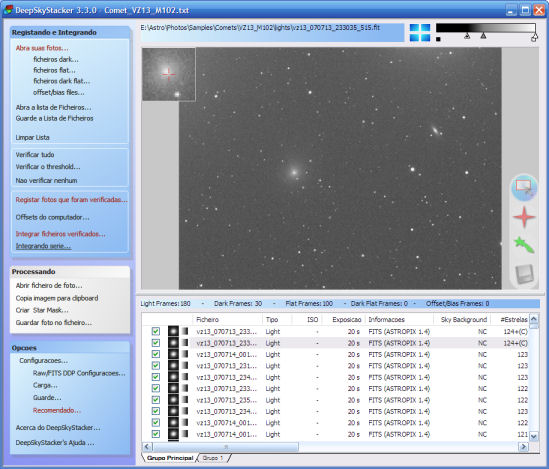 DeepSkyStacker 3.3.0 - Comet_VZ13_M102.txt
Registando e Integrando
Abra suas fotos...
ficheiros dark...
ficheiros flat...
ficheiros dark flat...
offset/bias files...
Abra a lista de Ficheiros
Guarde a Lista de Ficheiros
Limpar Lista
Verificar tudo
Verificar o threshold...
Nao verificar nenhum
Registar fotos que foram verificadas...
Offsets do computador...
Integrar ficheiros verificados...
Integrando serie...
Processando
Abrir ficheiro de foto...
Copia imagem para dipboard
Criar Star Mask...
Guardar foto no ficheiro...
Opcoes
Configuracoes...
Raw/FITS DDP Configuracoes...
Carga...
Guarde...
Recomendado...
Acerca do DeepSkyStacker...
DeepSkyStacker's Ajuda ...
E:\Astro\Photos\Samples\Comets\VZ13_M102\lights\vz13_070713_233035_515.fit
Light Frames: 180 - Dark Frames: 30 - Flat Frames: 100 - Dark Flat Frames: 0 - Offset/Bias Frames: 0
Ficheiro Tipo ISO Exposicao Informacoes Sky Background #Estrelas
vz13_070713_233... Light - 20 s FITS (ASTROPIX 1.4) NC 124+(C)
vz13_070713_233... Light - 20 s FITS (ASTROPIX 1.4) NC 124+(C)
vz13_070714_001... Light - 20 s FITS (ASTROPIX 1.4) NC 123
vz13_070713_231... Light - 20 s FITS (ASTROPIX 1.4) NC 123
vz13_070713_234... Light - 20 s FITS (ASTROPIX 1.4) NC 123
vz13_070713_234... Light - 20 s FITS (ASTROPIX 1.4) NC 122
vz13_070713_235... Light - 20 s FITS (ASTROPIX 1.4) NC 122
vz13_070713_234... Light - 20 s FITS (ASTROPIX 1.4) NC 122
vz13_070714_001... Light - 20 s FITS (ASTROPIX 1.4) NC 122
vz13_070714_001... Light - 20 s FITS (ASTROPIX 1.4) NC 121
Grupo Principal Grupo 1